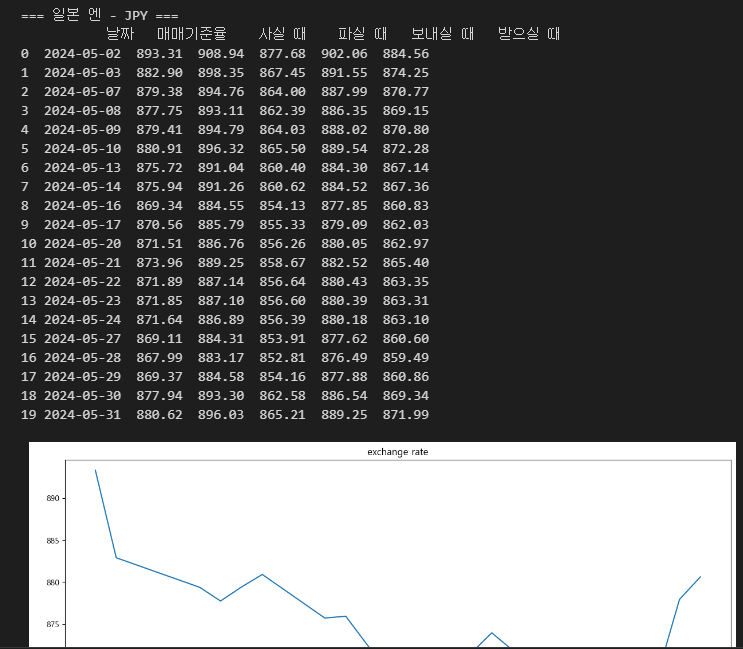 === 일본 엔 - JPY ===
날짜 매매기준율 사실 때 파실 때 보내실 때 받으실 때
0 2024-05-02 893.31 908.94 877.68 902.06 884.56
1 2024-05-03 882.90 898.35 867.45 891.55 874.25
2 2024-05-07 879.38 894.76 864.00 887.99 870.77
3 2024-05-08 877.75 893.11 862.39 886.35 869.15
4 2024-05-09 879.41 894.79 864.03 888.02 870.80
5 2024-05-10 880.91 896.32 865.50 889.54 872.28
6 2024-05-13 875.72 891.04 860.40 884.30 867.14
7 2024-05-14 875.94 891.26 860.62 884.52 867.36
8 2024-05-16 869.34 884.55 854.13 877.85 860.83
9 2024-05-17 870.56 885.79 855.33 879.09 862.03
10 2024-05-20 871.51 886.76 856.26 880.05 862.97
11 2024-05-21 873.96 889.25 858.67 882.52 865.40
12 2024-05-22 871.89 887.14 856.64 880.43 863.35
13 2024-05-23 871.85 887.10 856.60 880.39 863.31
14 2024-05-24 871.64 886.89 856.39 880.18 863.10
15 2024-05-27 869.11 884.31 853.91 877.62 860.60
16 2024-05-28 867.99 883.17 852.81 876.49 859.49
17 2024-05-29 869.37 884.58 854.16 877.88 860.86
18 2024-05-30 877.94 893.30 862.58 886.54 869.34
19 2024-05-31 880.62 896.03 865.21 889.25 871.99
exchange rate
890
885
880
875